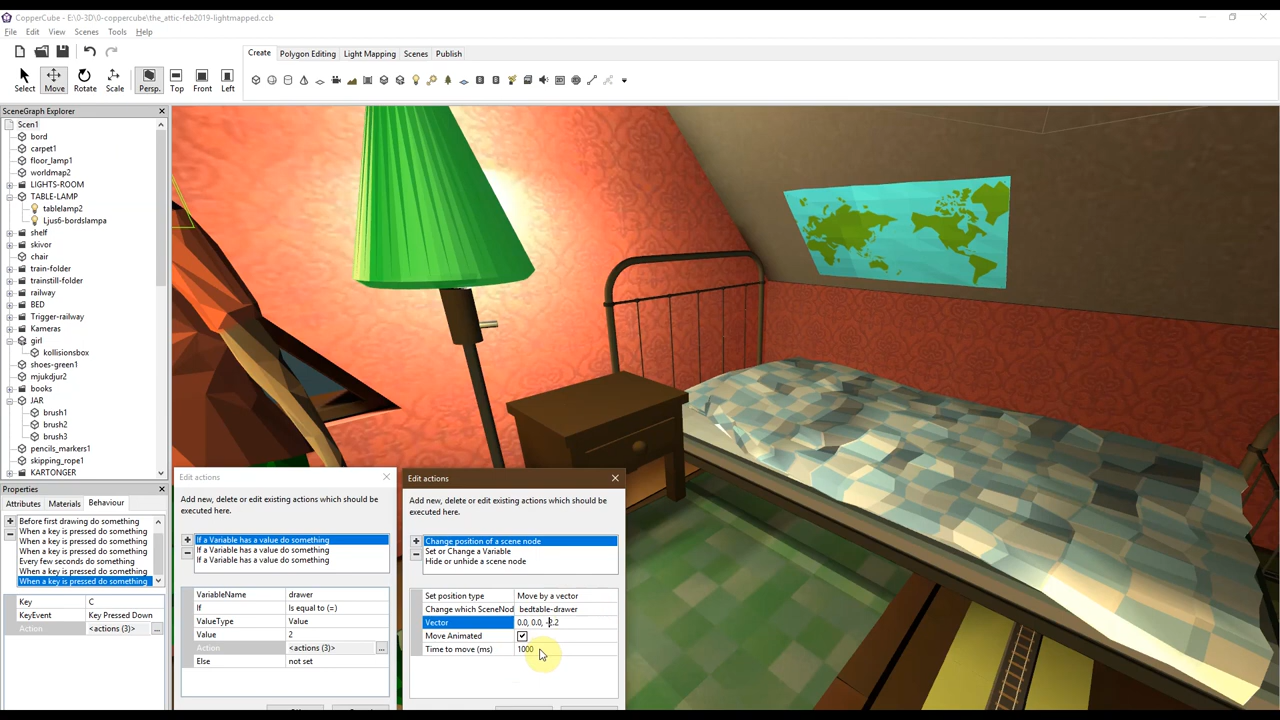 CopperCube - E:\0-3D\0-coppercube\the_attic-feb2019-lightmapped.ccb
File Edit View Scenes Tools Help
Create Polygon Editing Light Mapping Scenes Publish
Select Move Rotate Scale Persp. Top Front Left
SceneGraph Explorer
Scen1
bord
carpet1
floor_lamp1
worldmap2
LIGHTS-ROOM
TABLE-LAMP
tablelamp2
Ljus6-bordslampa
shelf
skivor
chair
train-folder
trainstill-folder
railway
BED
Trigger-railway
Kameras
girl
kollisionsbox
shoes-green1
mjukdjur2
books
JAR
brush1
brush2
brush3
pencils_markers1
skipping_rope1
KARTONGER
Properties
Attributes Materials Behaviour
Before first drawing do something
When a key is pressed do something
When a key is pressed do something
When a key is pressed do something
Every few seconds do something
When a key is pressed do something
When a key is pressed do something
Key C
KeyEvent Key Pressed Down
Action <actions (3)> ...
Edit actions
Add new, delete or edit existing actions which should be
executed here.
If a Variable has a value do something
If a Variable has a value do something
If a Variable has a value do something
VariableName drawer
If Is equal to (=)
ValueType Value
Value 2
Action <actions (3)> ...
Else not set
Edit actions
Add new, delete or edit existing actions which should be
executed here.
Change position of a scene node
Set or Change a Variable
Hide or unhide a scene node
Set position type Move by a vector
Change which SceneNod bedtable-drawer
Vector 0.0, 0.0,
Move Animated
Time to move (ms) 1000